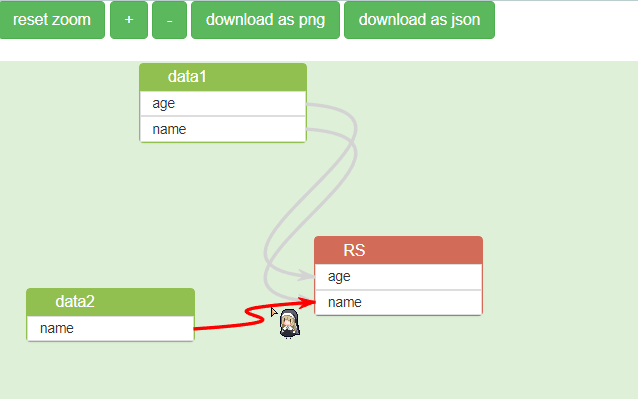 reset zoom + - download as png download as json
data1
age
name
RS
age
name
data2
name